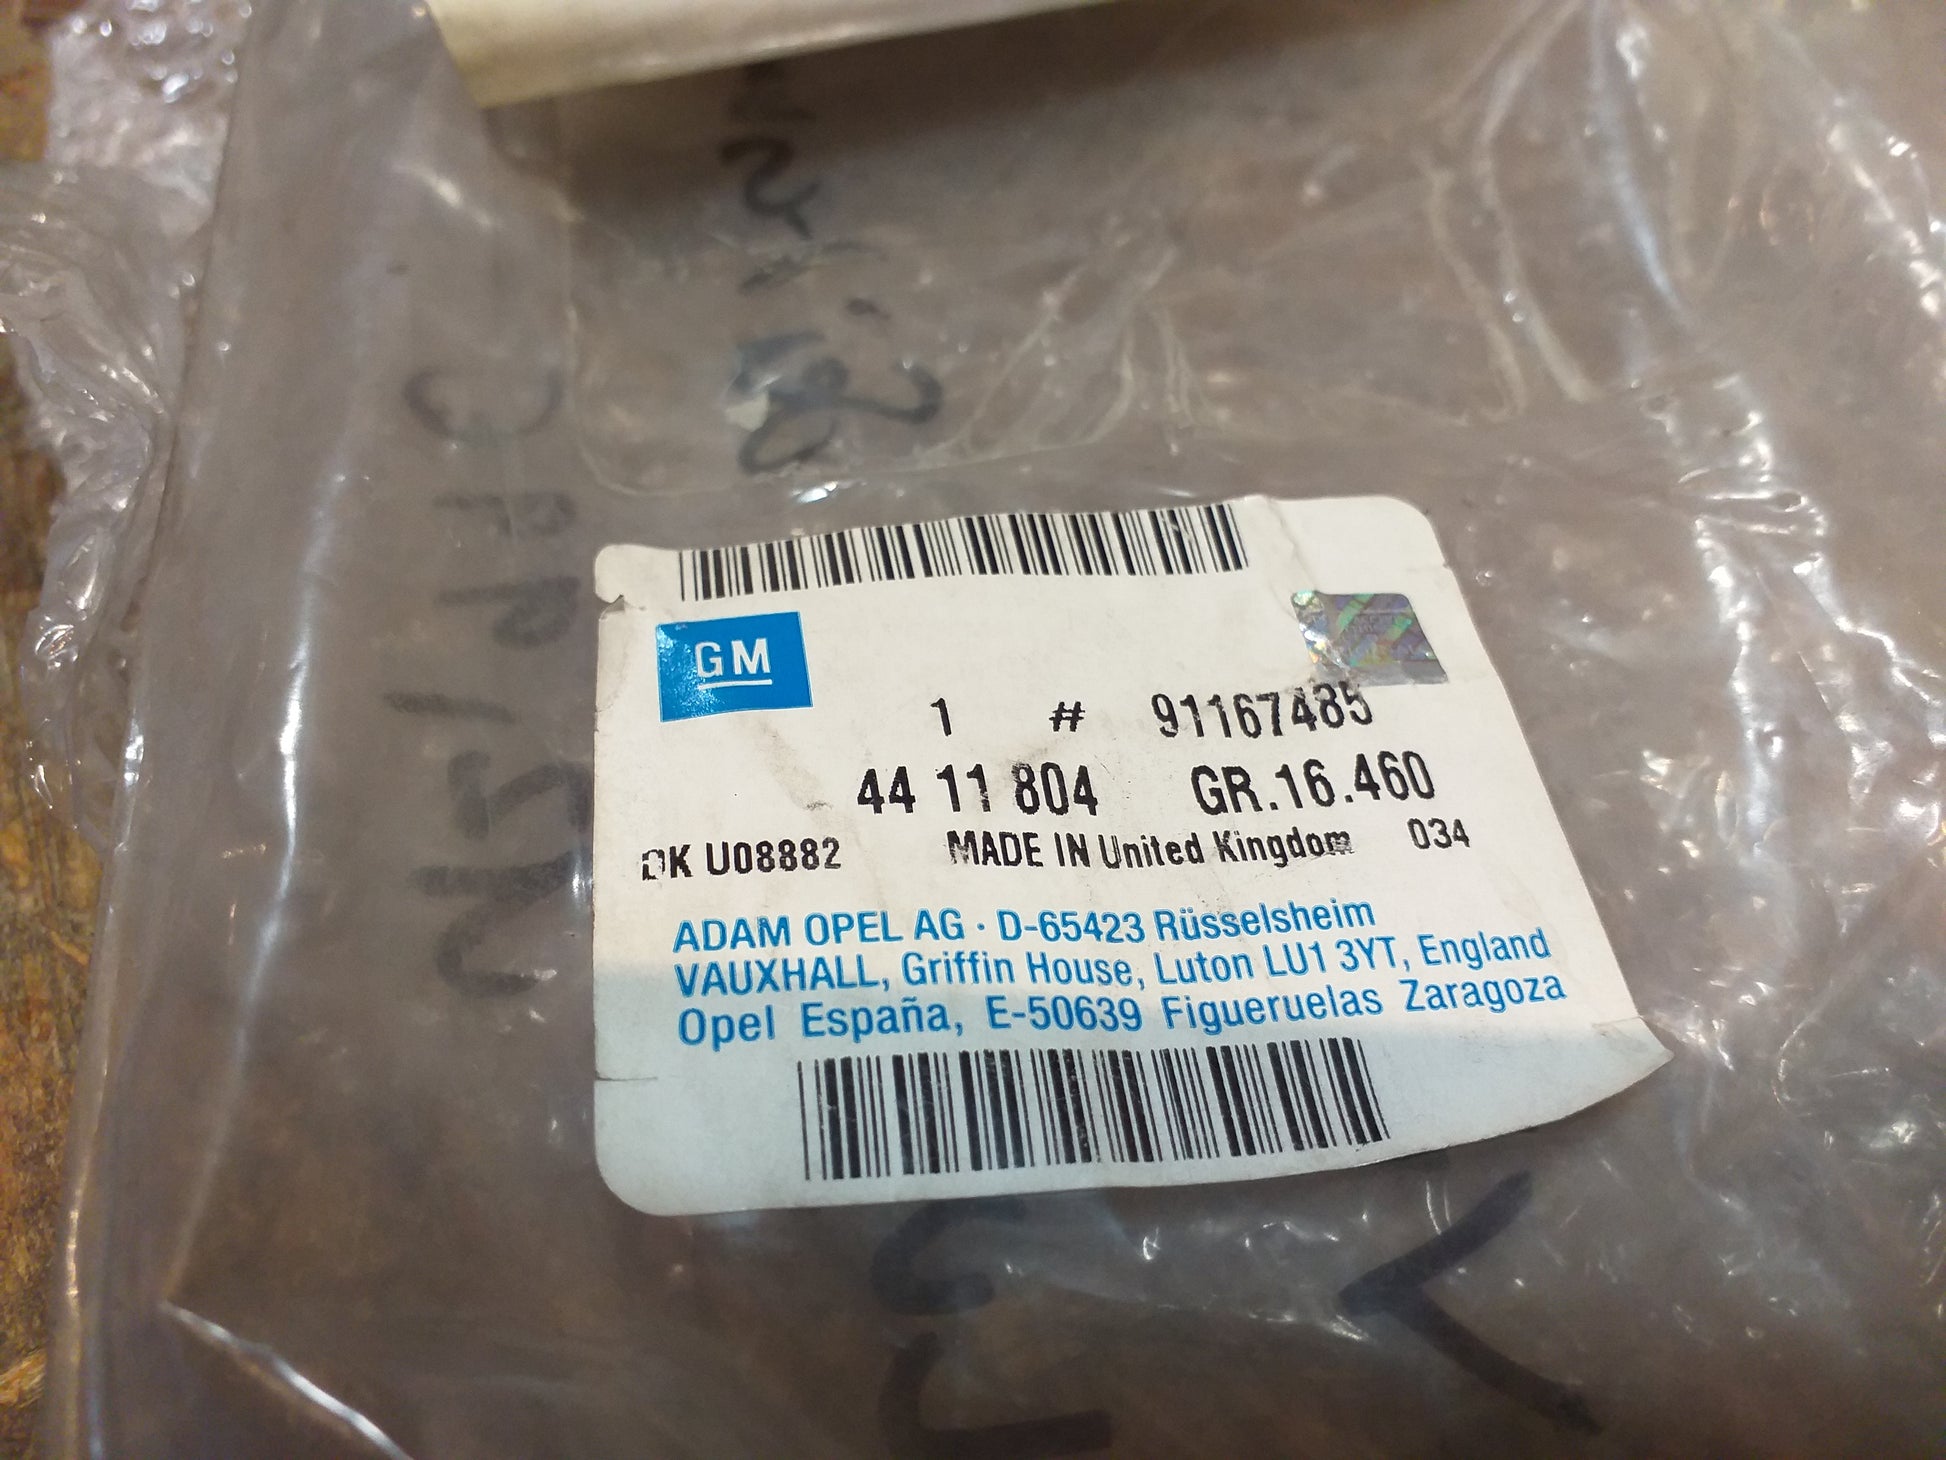 GM
1 # 91167485
44 11 804 GR.16.460
DK U08882 MADE IN United Kingdom 034
ADAM OPEL AG · D-65423 Rüsselsheim
VAUXHALL, Griffin House, Luton LU1 3YT, England
Opel España, E-50639 Figueruelas Zaragoza